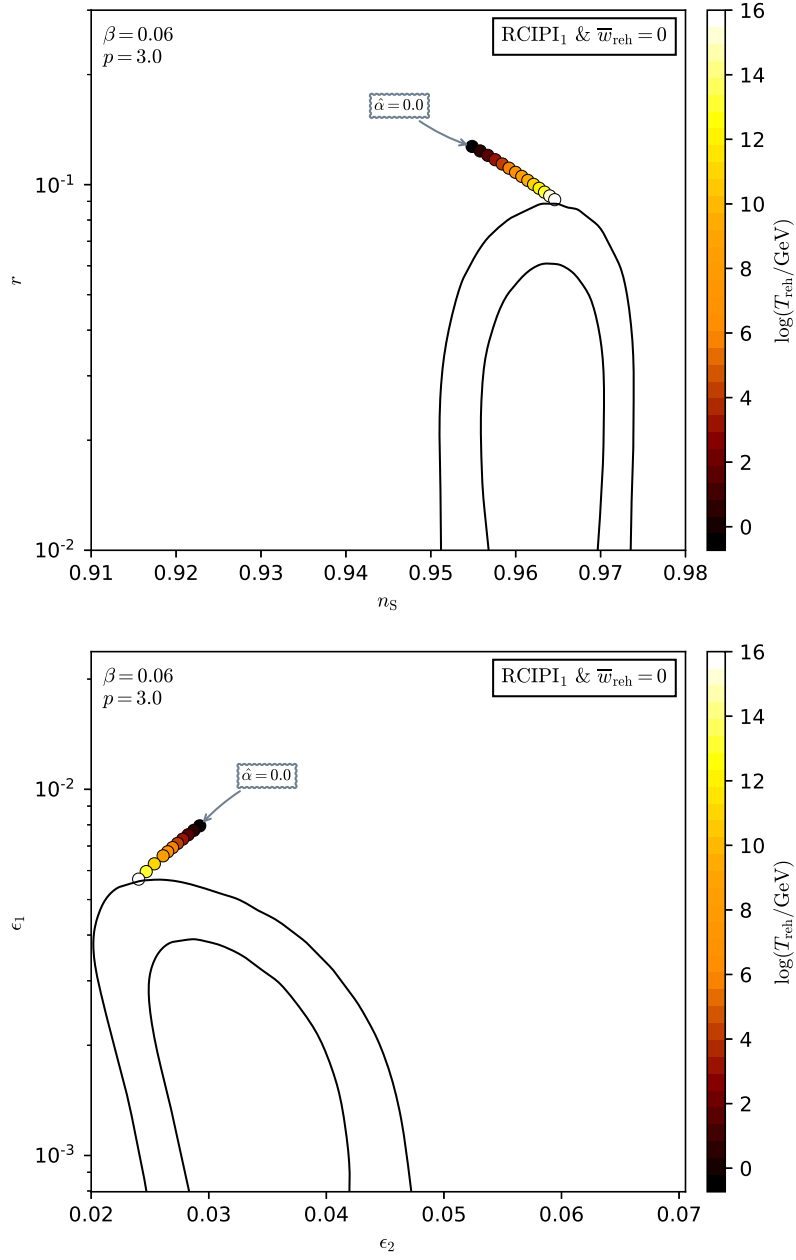 β = 0.06
p = 3.0
RCIPI₁ & w̅_reh = 0
α̂ = 0.0
10⁻¹
10⁻²
r
0.91 0.92 0.93 0.94 0.95 0.96 0.97 0.98
n_S
16
14
12
10
8
6
4
2
0
log(T_reh/GeV)
β = 0.06
p = 3.0
RCIPI₁ & w̅_reh = 0
α̂ = 0.0
10⁻²
10⁻³
ϵ₁
0.02 0.03 0.04 0.05 0.06 0.07
ϵ₂
16
14
12
10
8
6
4
2
0
log(T_reh/GeV)